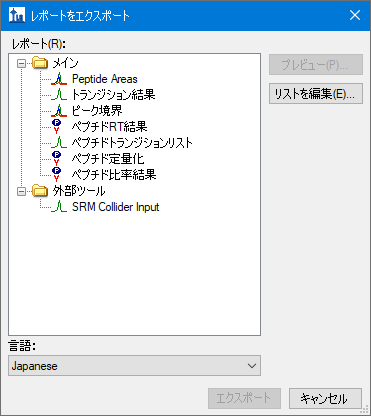 レポートをエクスポート
レポート(R):
メイン
Peptide Areas
トランジション結果
ピーク境界
ペプチドRT結果
ペプチドトランジションリスト
ペプチド定量化
ペプチド比率結果
外部ツール
SRM Collider Input
プレビュー(P)...
リストを編集(E)...
言語:
Japanese
エクスポート
キャンセル